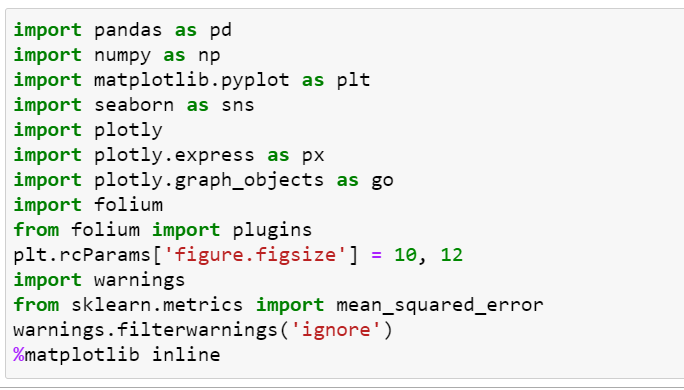 import pandas as pd
import numpy as np
import matplotlib.pyplot as plt
import seaborn as sns
import plotly
import plotly.express as px
import plotly.graph_objects as go
import folium
from folium import plugins
plt.rcParams['figure.figsize'] = 10, 12
import warnings
from sklearn.metrics import mean_squared_error
warnings.filterwarnings('ignore')
%matplotlib inline